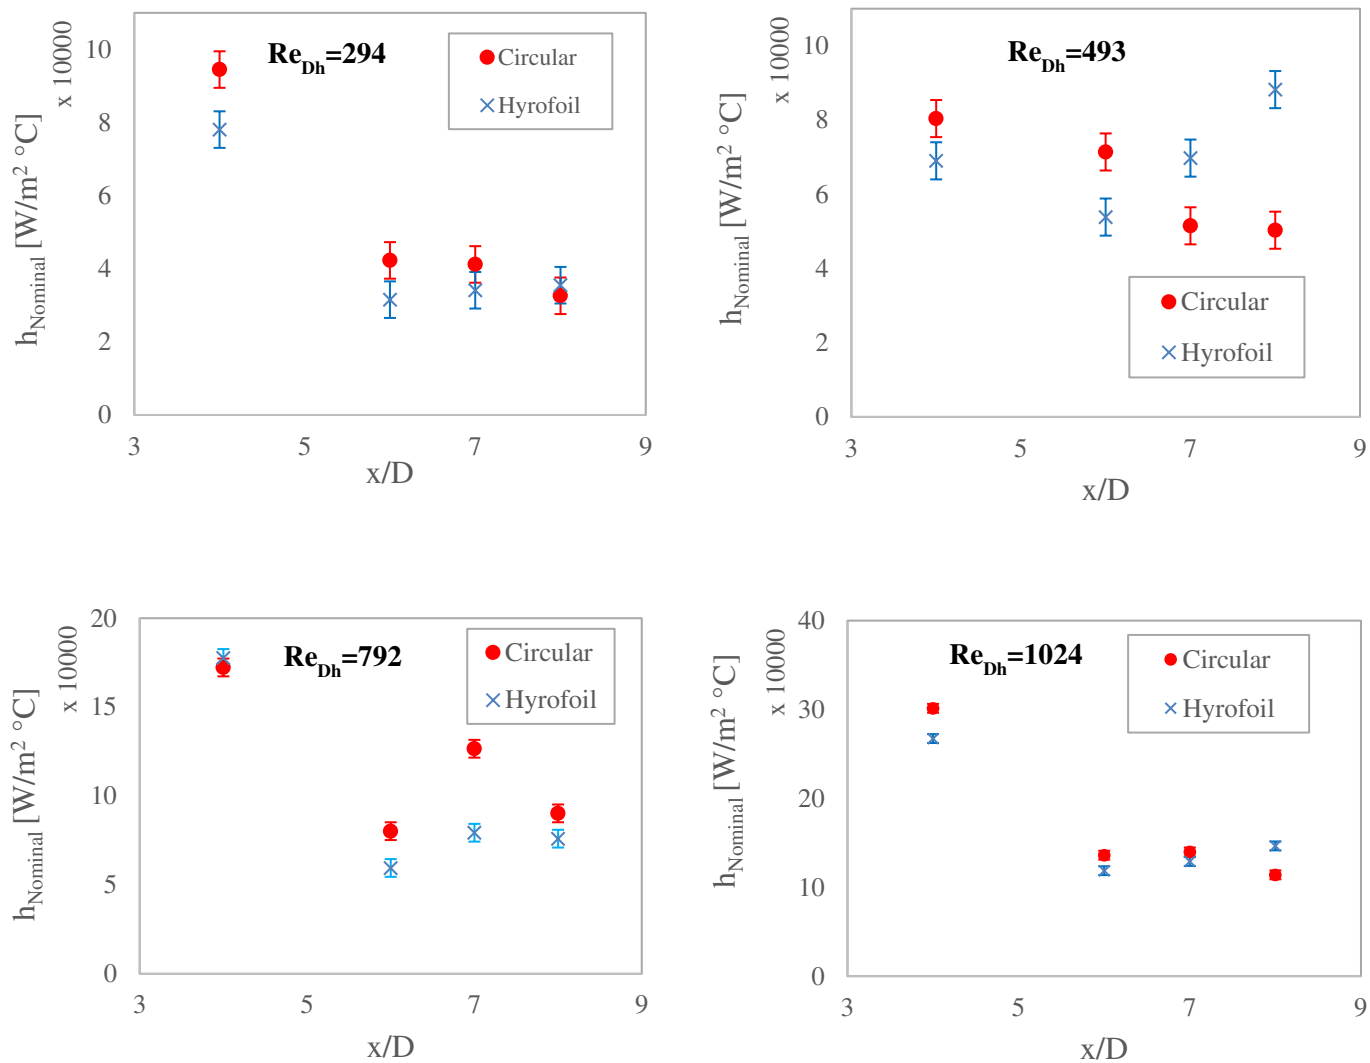 Re_Dh=294
Circular
Hyrofoil
10
8
6
4
2
0
x 10000
h_Nominal [W/m² °C]
3 5 7 9
x/D
Re_Dh=493
10
8
6
4
2
0
x 10000
h_Nominal [W/m² °C]
Circular
Hyrofoil
3 5 7 9
x/D
Re_Dh=792
Circular
Hyrofoil
20
15
10
5
0
x 10000
h_Nominal [W/m² °C]
3 5 7 9
x/D
Re_Dh=1024
Circular
Hyrofoil
40
30
20
10
0
x 10000
h_Nominal [W/m² °C]
3 5 7 9
x/D